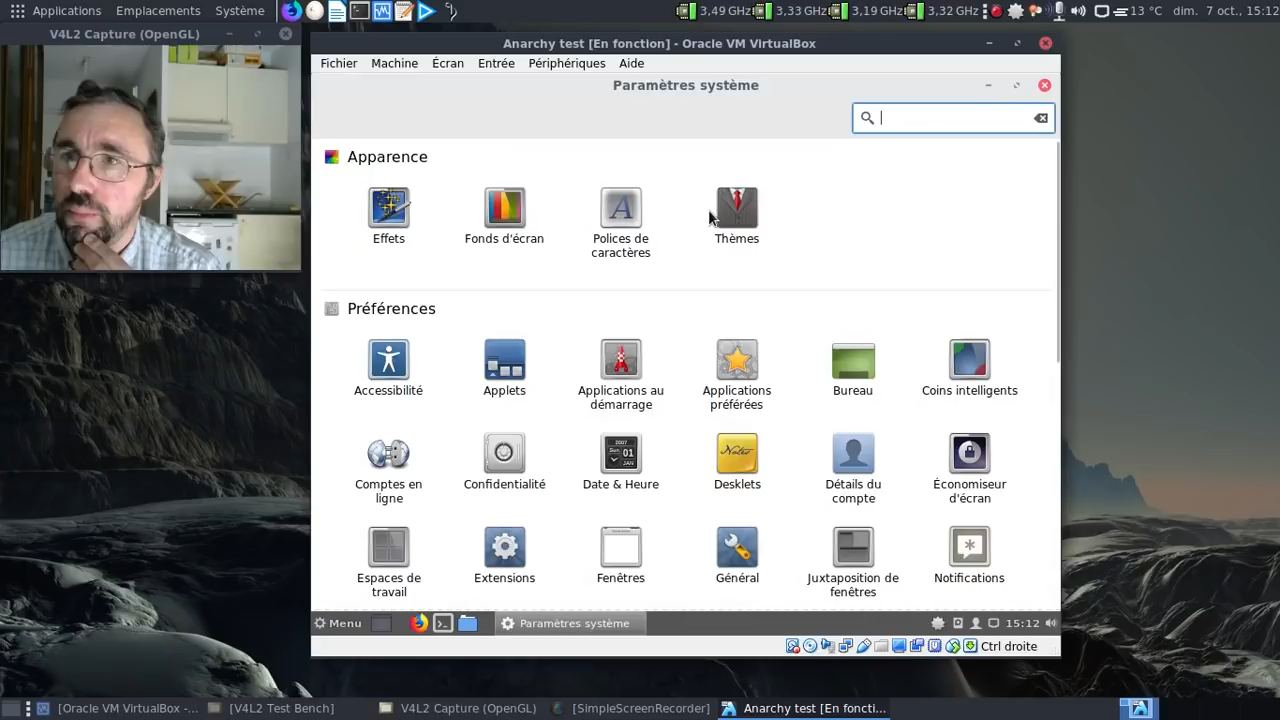 Applications Emplacements Système 3,49 GHz 3,33 GHz 3,19 GHz 3,32 GHz 13 °C dim. 7 oct., 15:12
V4L2 Capture (OpenGL)
Anarchy test [En fonction] - Oracle VM VirtualBox
Fichier Machine Écran Entrée Périphériques Aide
Paramètres système
Apparence
Effets Fonds d'écran Polices de caractères Thèmes
Préférences
Accessibilité Applets Applications au démarrage Applications préférées Bureau Coins intelligents
2007
Sun 01
JAN
Notes
Comptes en ligne Confidentialité Date & Heure Desklets Détails du compte Économiseur d'écran
Espaces de travail Extensions Fenêtres Général Juxtaposition de fenêtres Notifications
Menu Paramètres système 15:12
Ctrl droite
[Oracle VM VirtualBox -... [V4L2 Test Bench] V4L2 Capture (OpenGL) [SimpleScreenRecorder] Anarchy test [En foncti...